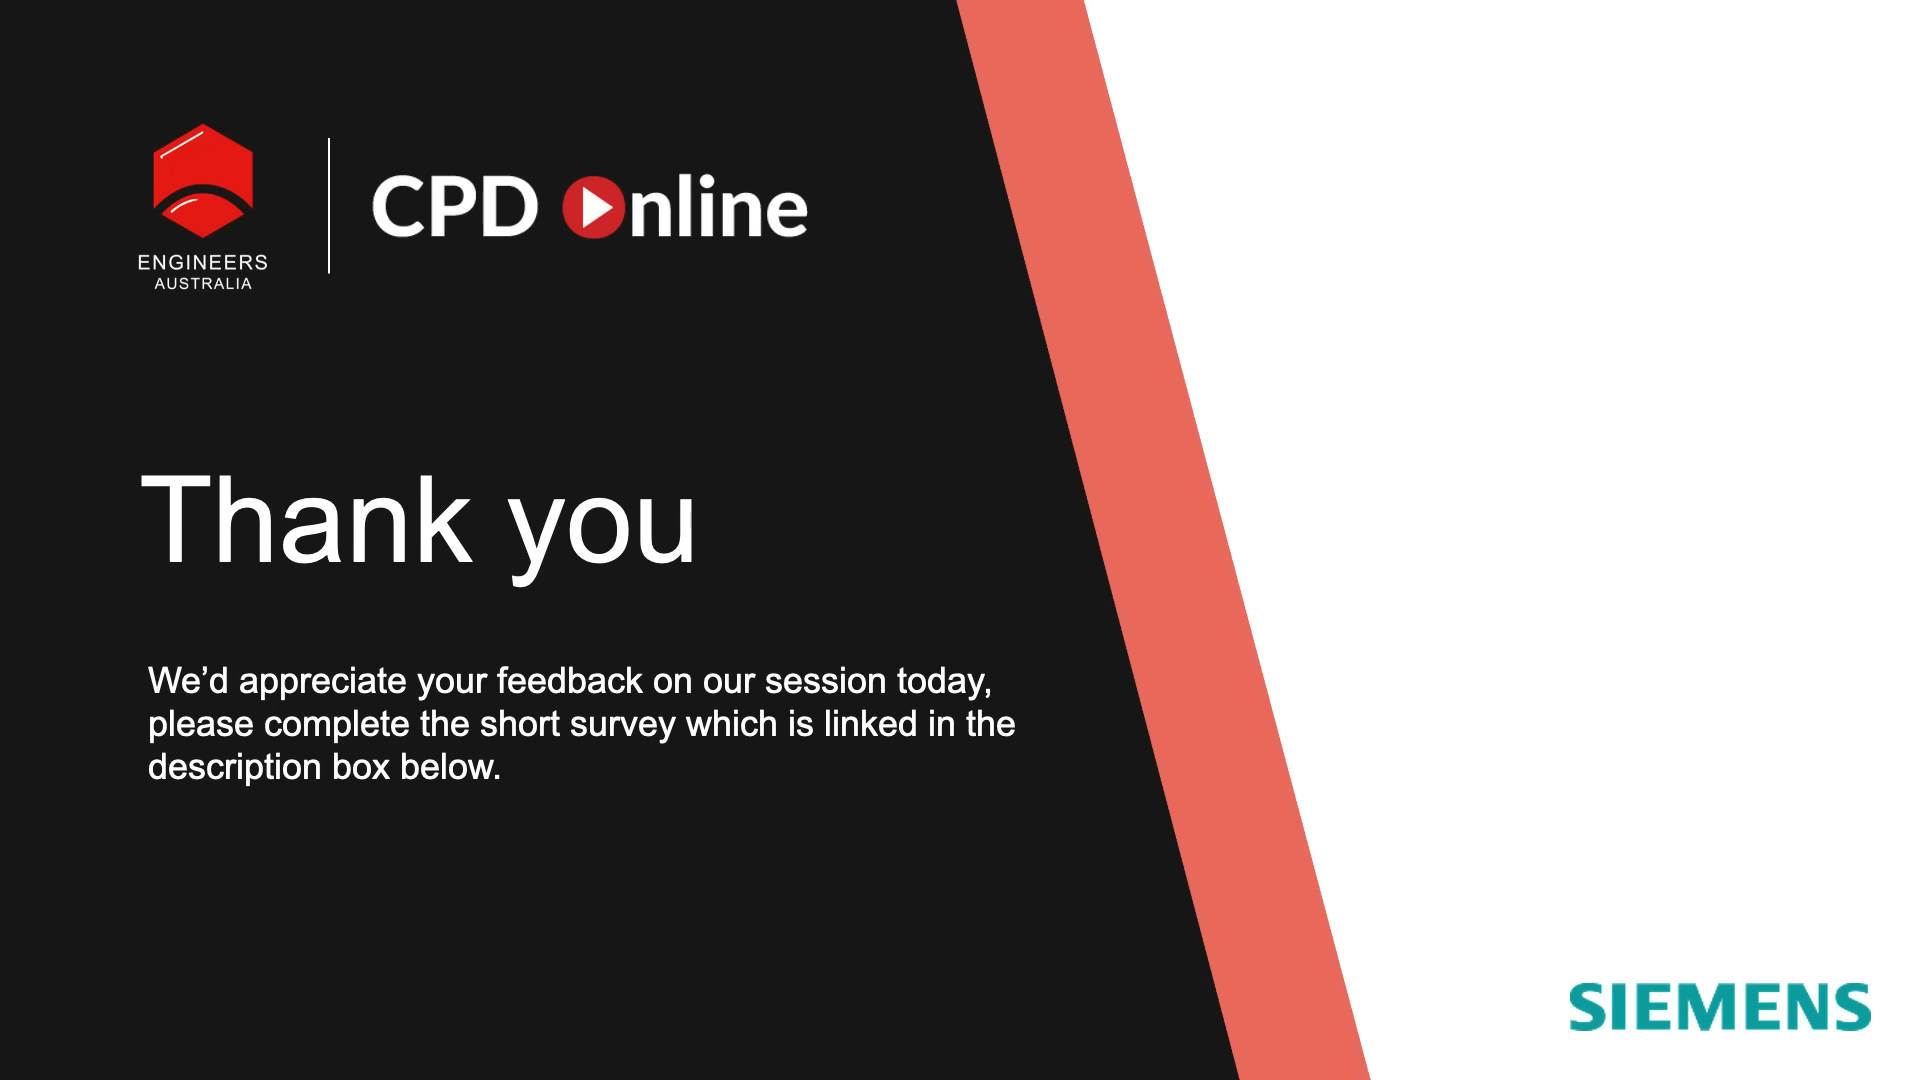 ENGINEERS
AUSTRALIA
CPD Online
Thank you
We’d appreciate your feedback on our session today,
please complete the short survey which is linked in the
description box below.
SIEMENS